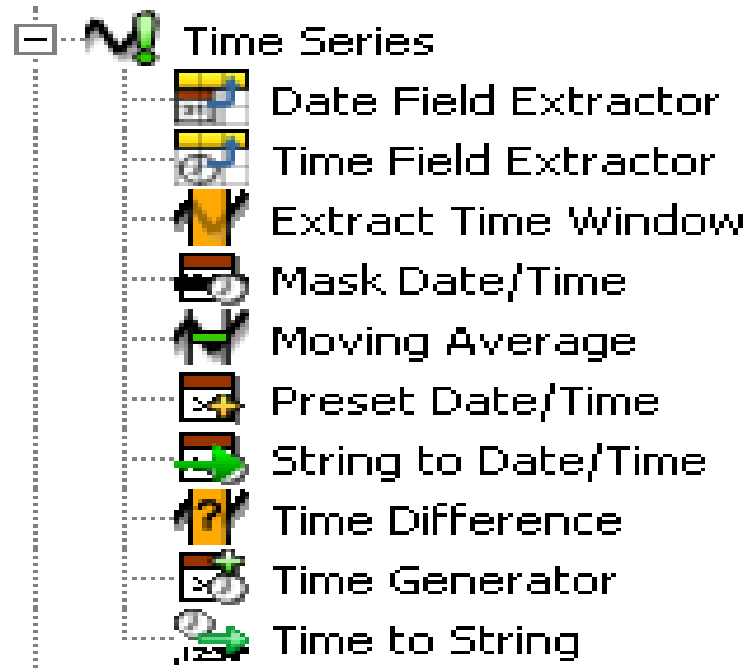 Time Series
Date Field Extractor
Time Field Extractor
Extract Time Window
Mask Date/Time
Moving Average
Preset Date/Time
String to Date/Time
Time Difference
Time Generator
Time to String